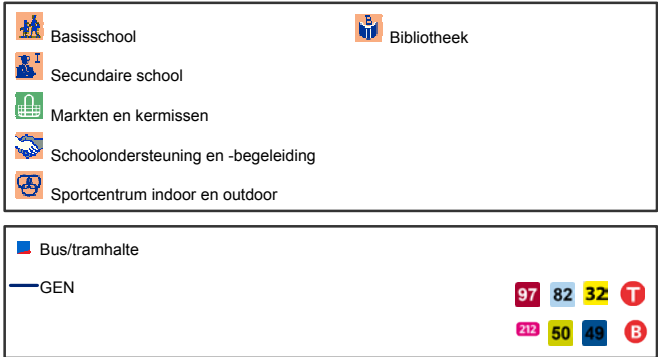 Basisschool
Bibliotheek
Secundaire school
Markten en kermissen
Schoolondersteuning en -begeleiding
Sportcentrum indoor en outdoor
Bus/tramhalte
GEN
97 82 32 T
212 50 49 B